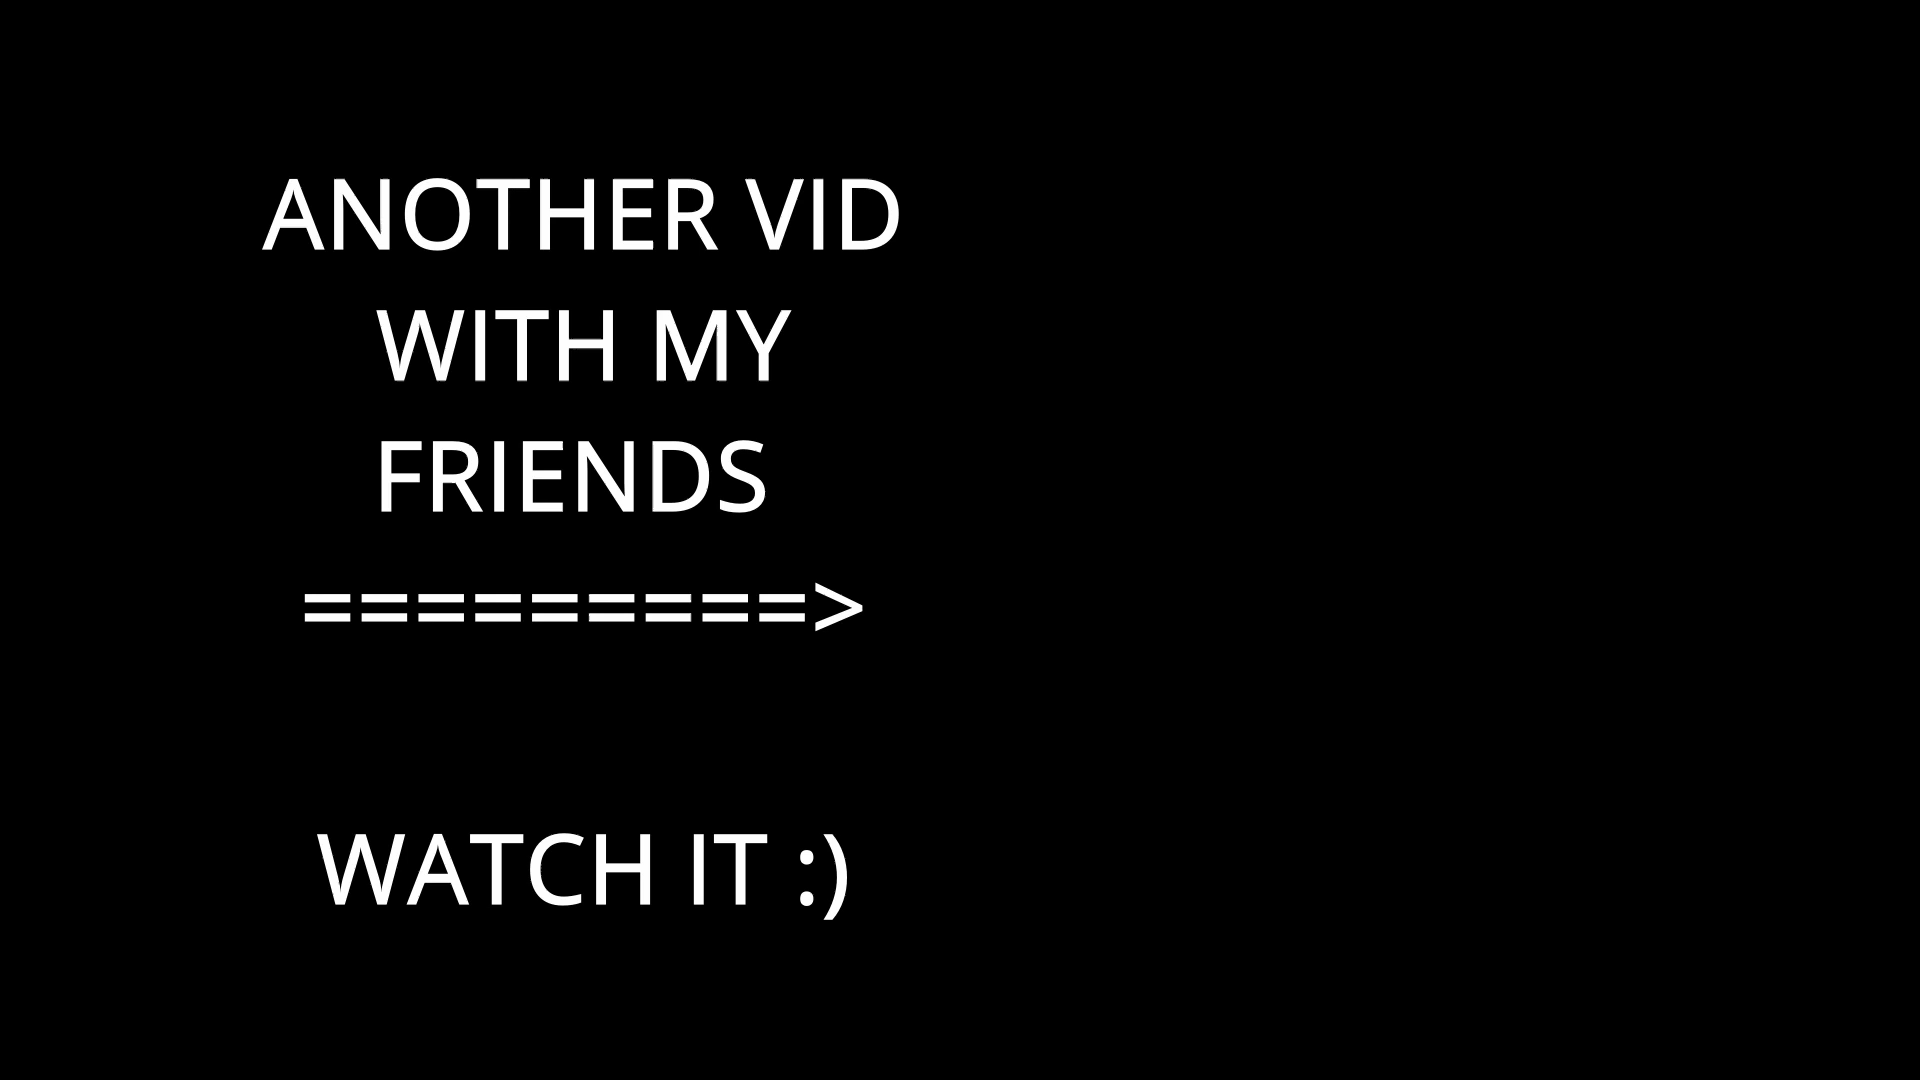 ANOTHER VID
WITH MY
FRIENDS
=========>
WATCH IT :)